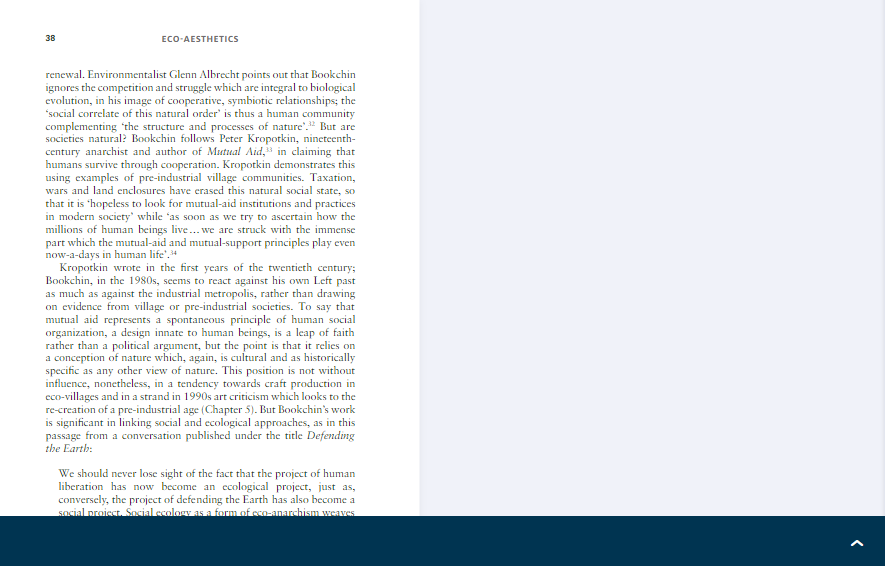 38
ECO-AESTHETICS
renewal. Environmentalist Glenn Albrecht points out that Bookchin
ignores the competition and struggle which are integral to biological
evolution, in his image of cooperative, symbiotic relationships; the
‘social correlate of this natural order’ is thus a human community
complementing ‘the structure and processes of nature’.32 But are
societies natural? Bookchin follows Peter Kropotkin, nineteenth-
century anarchist and author of Mutual Aid,33 in claiming that
humans survive through cooperation. Kropotkin demonstrates this
using examples of pre-industrial village communities. Taxation,
wars and land enclosures have erased this natural social state, so
that it is ‘hopeless to look for mutual-aid institutions and practices
in modern society’ while ‘as soon as we try to ascertain how the
millions of human beings live…we are struck with the immense
part which the mutual-aid and mutual-support principles play even
now-a-days in human life’.34
Kropotkin wrote in the first years of the twentieth century;
Bookchin, in the 1980s, seems to react against his own Left past
as much as against the industrial metropolis, rather than drawing
on evidence from village or pre-industrial societies. To say that
mutual aid represents a spontaneous principle of human social
organization, a design innate to human beings, is a leap of faith
rather than a political argument, but the point is that it relies on
a conception of nature which, again, is cultural and as historically
specific as any other view of nature. This position is not without
influence, nonetheless, in a tendency towards craft production in
eco-villages and in a strand in 1990s art criticism which looks to the
re-creation of a pre-industrial age (Chapter 5). But Bookchin’s work
is significant in linking social and ecological approaches, as in this
passage from a conversation published under the title Defending
the Earth:
We should never lose sight of the fact that the project of human
liberation has now become an ecological project, just as,
conversely, the project of defending the Earth has also become a
social project. Social ecology as a form of eco-anarchism weaves